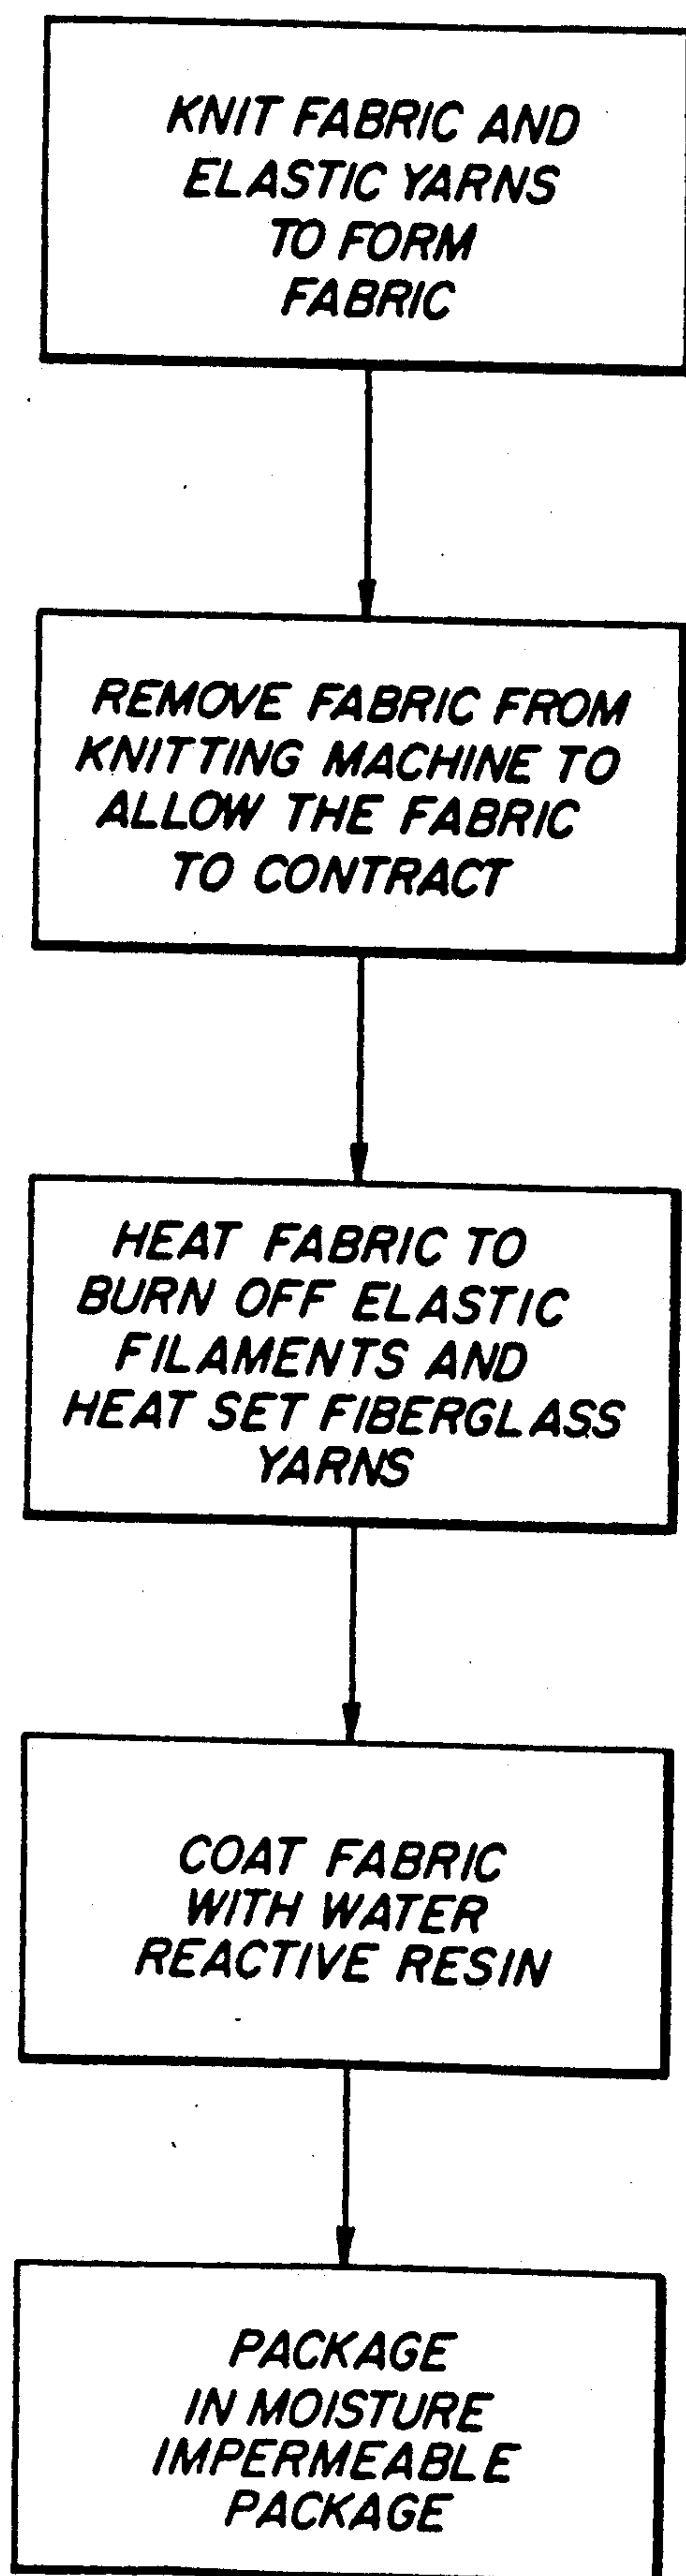 KNIT FABRIC AND
ELASTIC YARNS
TO FORM
FABRIC
REMOVE FABRIC FROM
KNITTING MACHINE TO
ALLOW THE FABRIC
TO CONTRACT
HEAT FABRIC TO
BURN OFF ELASTIC
FILAMENTS AND
HEAT SET FIBERGLASS
YARNS
COAT FABRIC
WITH WATER
REACTIVE RESIN
PACKAGE
IN MOISTURE
IMPERMEABLE
PACKAGE